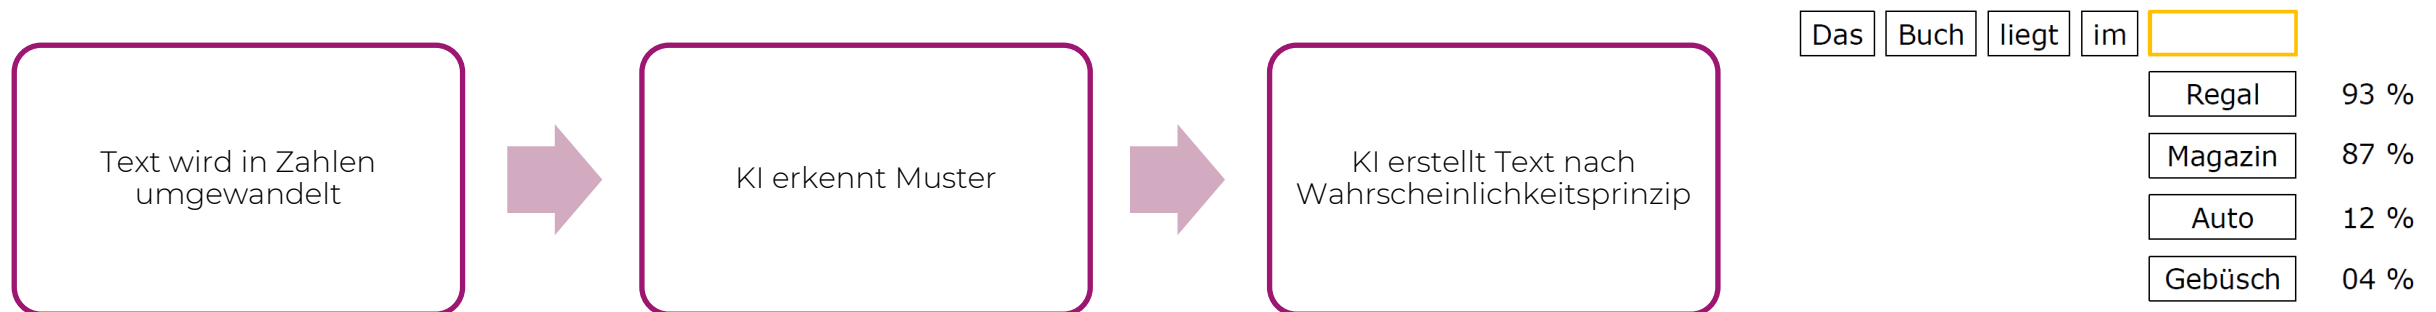 Text wird in Zahlen
umgewandelt
KI erkennt Muster
KI erstellt Text nach
Wahrscheinlichkeitsprinzip
Das Buch liegt im
Regal 93 %
Magazin 87 %
Auto 12 %
Gebüsch 04 %